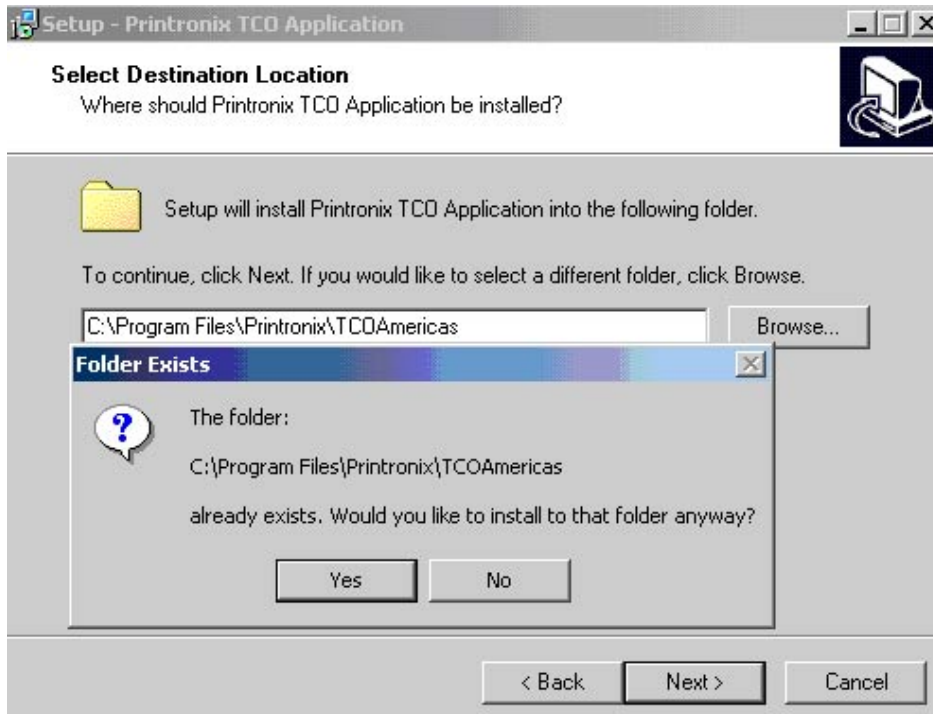 Setup - Printronix TCO Application
Select Destination Location
Where should Printronix TCO Application be installed?
Setup will install Printronix TCO Application into the following folder.
To continue, click Next. If you would like to select a different folder, click Browse.
C:\Program Files\Printronix\TCOAmericas
Browse...
Folder Exists
The folder:
C:\Program Files\Printronix\TCOAmericas
already exists. Would you like to install to that folder anyway?
Yes No
< Back Next > Cancel